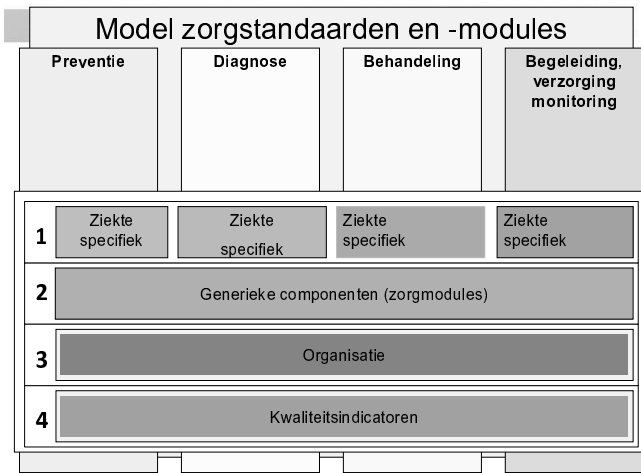 Model zorgstandaarden en -modules
Preventie
Diagnose
Behandeling
Begeleiding,
verzorging
monitoring
1
Ziekte
specifiek
Ziekte
specifiek
Ziekte
specifiek
Ziekte
specifiek
2
Generieke componenten (zorgmodules)
3
Organisatie
4
Kwaliteitsindicatoren